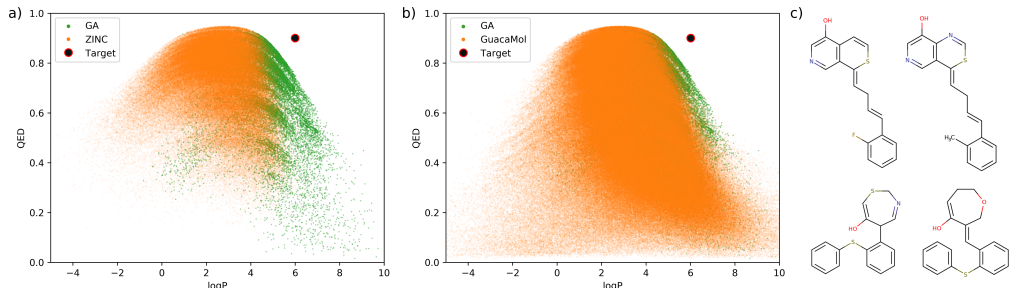 a)
QED
1.0
0.8
0.6
0.4
0.2
0.0
GA
ZINC
Target
−4 −2 0 2 4 6 8 10
logP
b)
QED
1.0
0.8
0.6
0.4
0.2
0.0
GA
GuacaMol
Target
−4 −2 0 2 4 6 8 10
logP
c)
OH
N
S
F
OH
N
N
S
H₃C
S
N
HO
S
O
HO
S